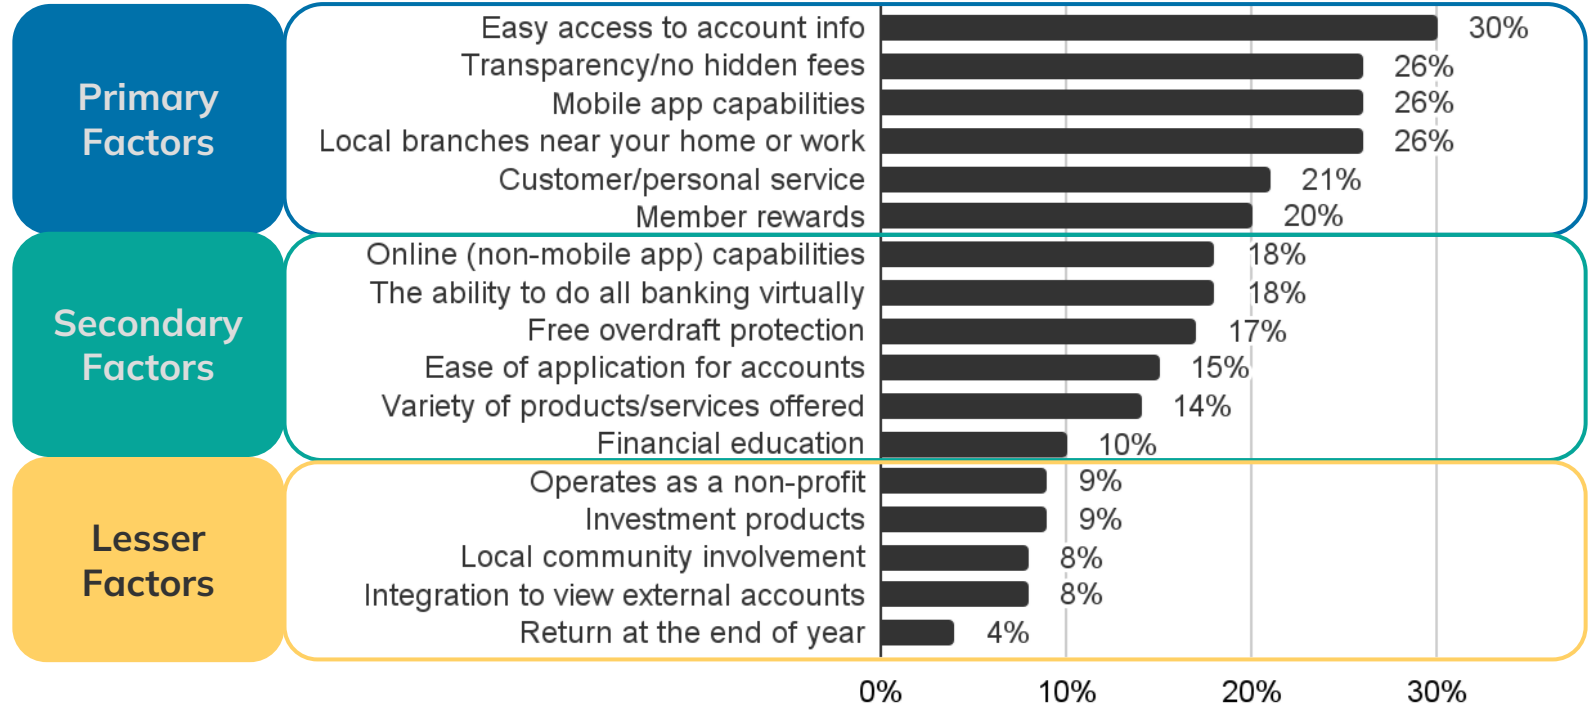 Primary
Factors
Easy access to account info 30%
Transparency/no hidden fees 26%
Mobile app capabilities 26%
Local branches near your home or work 26%
Customer/personal service 21%
Member rewards 20%
Secondary
Factors
Online (non-mobile app) capabilities 18%
The ability to do all banking virtually 18%
Free overdraft protection 17%
Ease of application for accounts 15%
Variety of products/services offered 14%
Financial education 10%
Lesser
Factors
Operates as a non-profit 9%
Investment products 9%
Local community involvement 8%
Integration to view external accounts 8%
Return at the end of year 4%
0% 10% 20% 30%